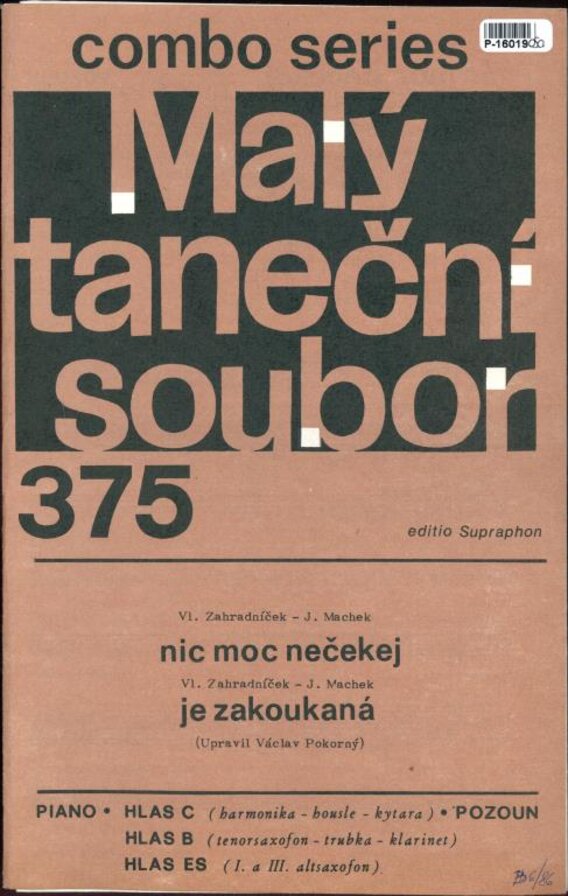 combo series
P-16019
Malý
taneční
soubor
375
editio Supraphon
Vl. Zahradníček - J. Machek
nic moc nečekej
Vl. Zahradníček - J. Machek
je zakoukaná
(Upravil Václav Pokorný)
PIANO • HLAS C (harmonika - housle - kytara) • POZOUN
HLAS B (tenorsaxofon - trubka - klarinet)
HLAS ES (I. a III. altsaxofon)